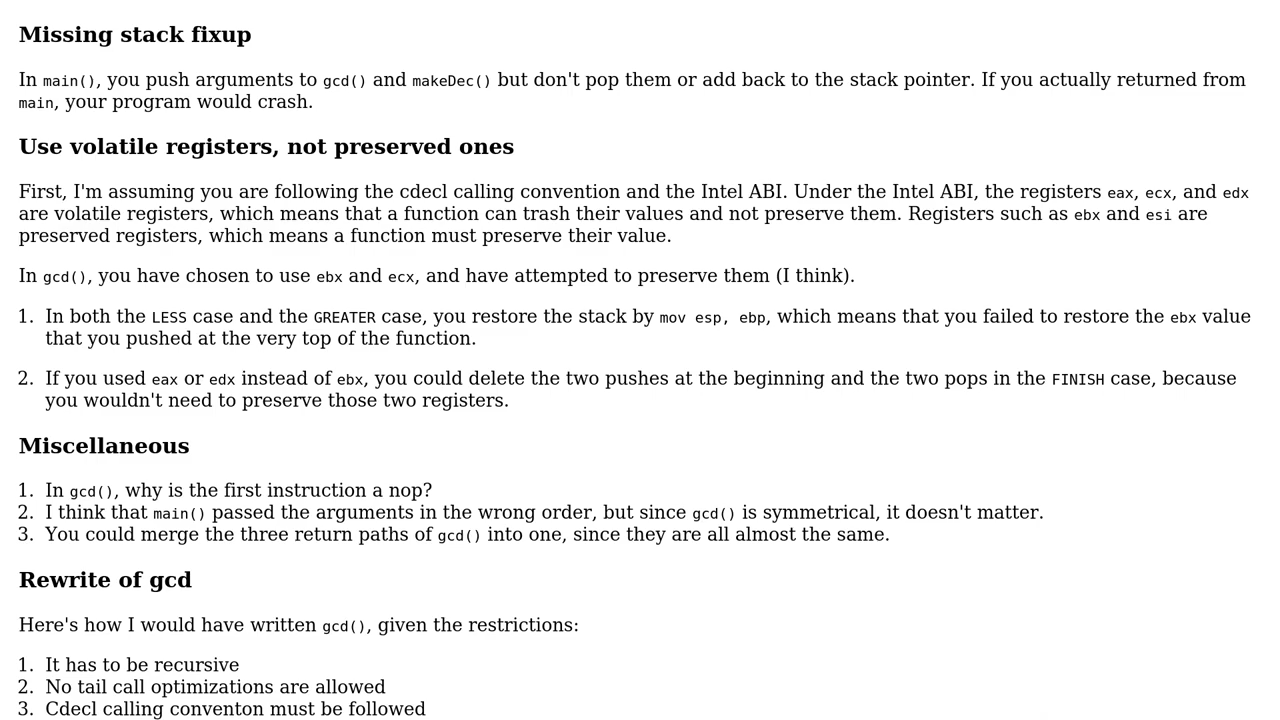 Missing stack fixup
In main(), you push arguments to gcd() and makeDec() but don't pop them or add back to the stack pointer. If you actually returned from
main, your program would crash.
Use volatile registers, not preserved ones
First, I'm assuming you are following the cdecl calling convention and the Intel ABI. Under the Intel ABI, the registers eax, ecx, and edx
are volatile registers, which means that a function can trash their values and not preserve them. Registers such as ebx and esi are
preserved registers, which means a function must preserve their value.
In gcd(), you have chosen to use ebx and ecx, and have attempted to preserve them (I think).
1. In both the LESS case and the GREATER case, you restore the stack by mov esp, ebp, which means that you failed to restore the ebx value
that you pushed at the very top of the function.
2. If you used eax or edx instead of ebx, you could delete the two pushes at the beginning and the two pops in the FINISH case, because
you wouldn't need to preserve those two registers.
Miscellaneous
1. In gcd(), why is the first instruction a nop?
2. I think that main() passed the arguments in the wrong order, but since gcd() is symmetrical, it doesn't matter.
3. You could merge the three return paths of gcd() into one, since they are all almost the same.
Rewrite of gcd
Here's how I would have written gcd(), given the restrictions:
1. It has to be recursive
2. No tail call optimizations are allowed
3. Cdecl calling conventon must be followed